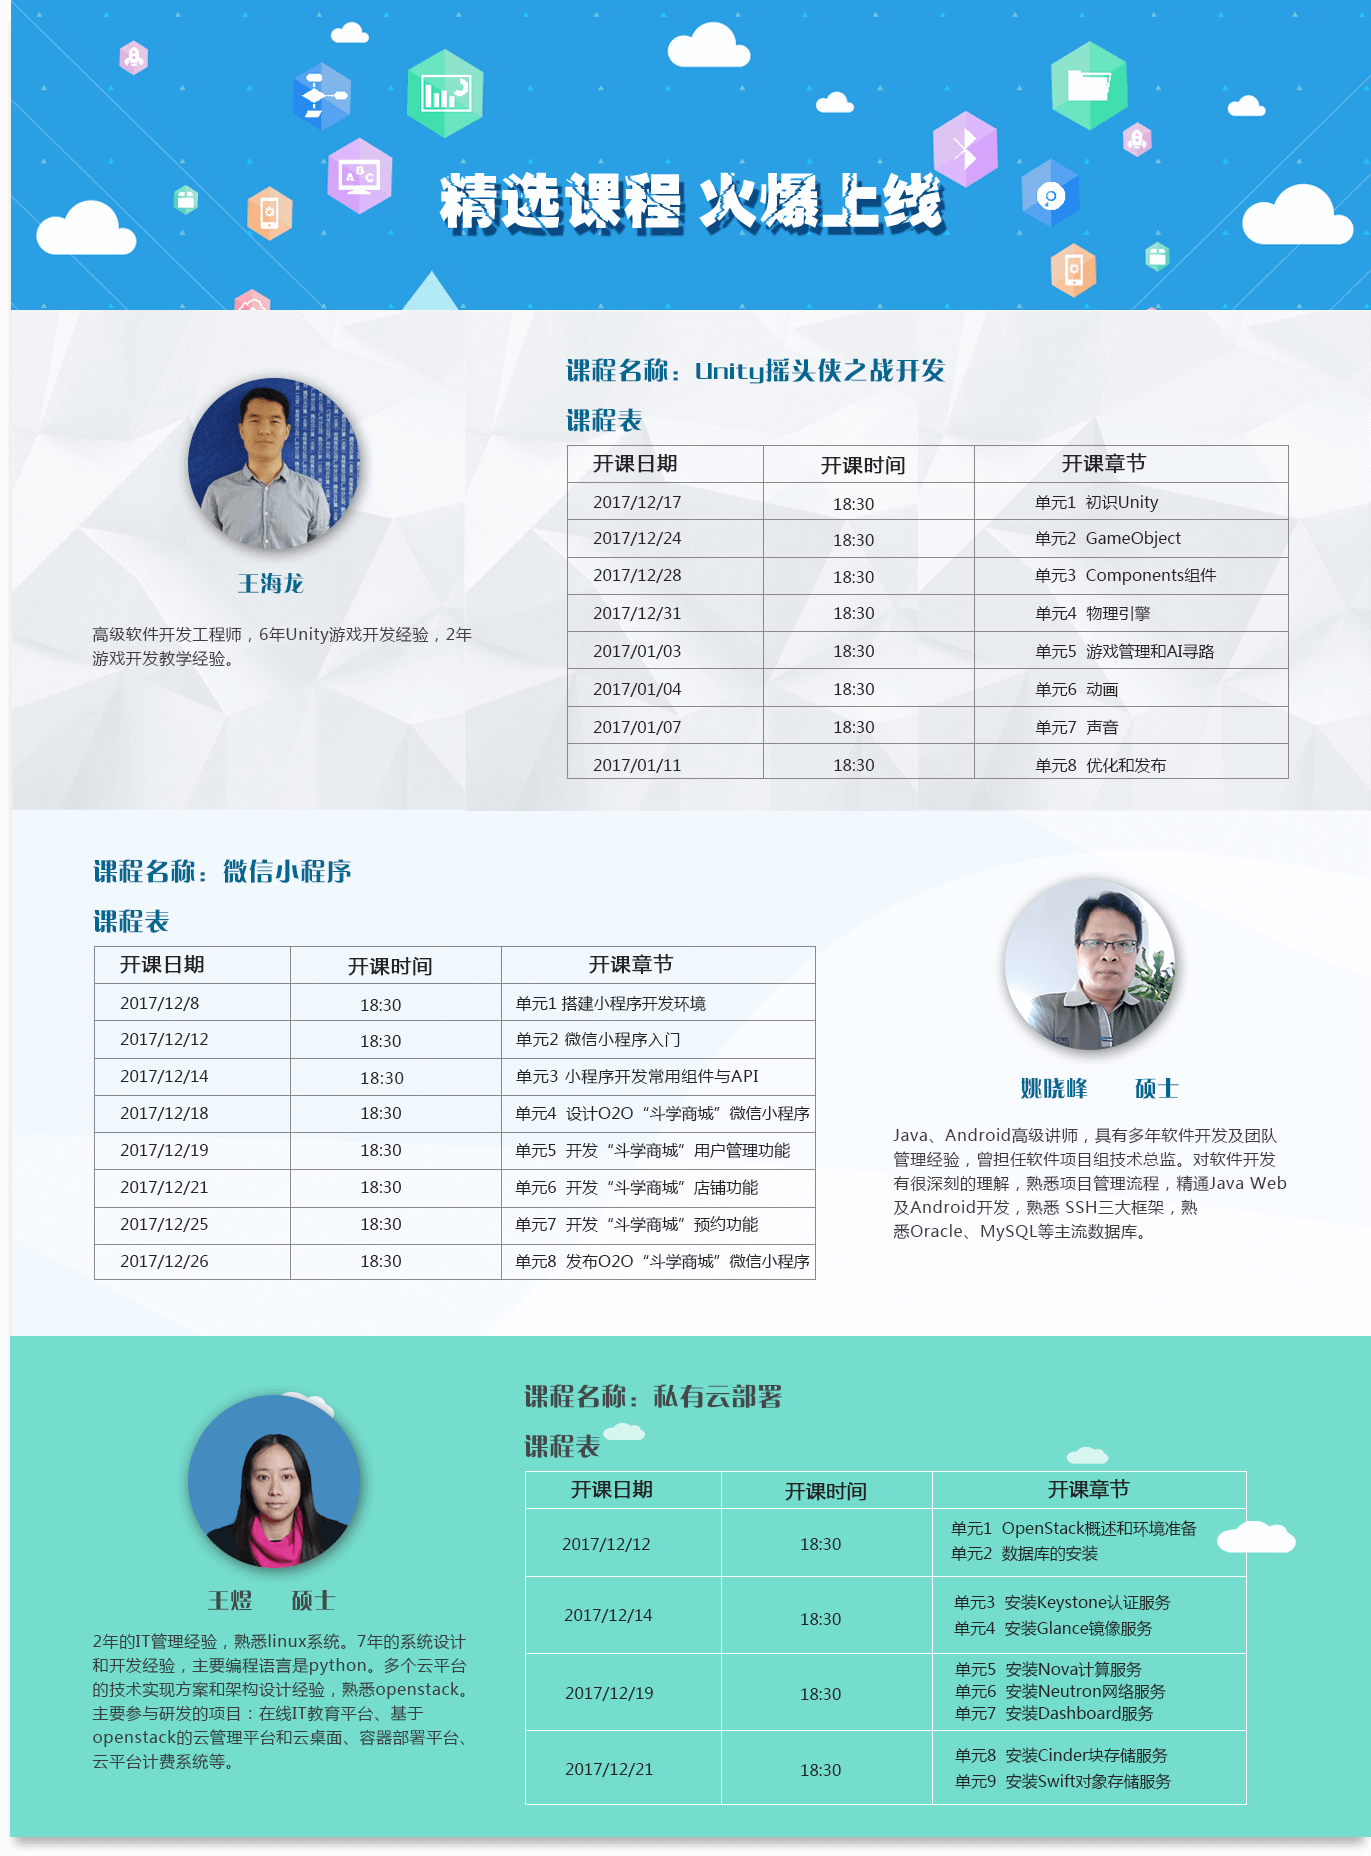 精选课程 火爆上线
王海龙
高级软件开发工程师，6年Unity游戏开发经验，2年
游戏开发教学经验。
课程名称：Unity摇头侠之战开发
课程表
开课日期 开课时间 开课章节
2017/12/17 18:30 单元1 初识Unity
2017/12/24 18:30 单元2 GameObject
2017/12/28 18:30 单元3 Components组件
2017/12/31 18:30 单元4 物理引擎
2017/01/03 18:30 单元5 游戏管理和AI寻路
2017/01/04 18:30 单元6 动画
2017/01/07 18:30 单元7 声音
2017/01/11 18:30 单元8 优化和发布
课程名称：微信小程序
课程表
开课日期 开课时间 开课章节
2017/12/8 18:30 单元1 搭建小程序开发环境
2017/12/12 18:30 单元2 微信小程序入门
2017/12/14 18:30 单元3 小程序开发常用组件与API
2017/12/18 18:30 单元4 设计O2O“斗学商城”微信小程序
2017/12/19 18:30 单元5 开发“斗学商城”用户管理功能
2017/12/21 18:30 单元6 开发“斗学商城”店铺功能
2017/12/25 18:30 单元7 开发“斗学商城”预约功能
2017/12/26 18:30 单元8 发布O2O“斗学商城”微信小程序
姚晓峰 硕士
Java、Android高级讲师，具有多年软件开发及团队
管理经验，曾担任软件项目组技术总监。对软件开发
有很深刻的理解，熟悉项目管理流程，精通Java Web
及Android开发，熟悉 SSH三大框架，熟
悉Oracle、MySQL等主流数据库。
王煜 硕士
2年的IT管理经验，熟悉linux系统。7年的系统设计
和开发经验，主要编程语言是python。多个云平台
的技术实现方案和架构设计经验，熟悉openstack。
主要参与研发的项目：在线IT教育平台、基于
openstack的云管理平台和云桌面、容器部署平台、
云平台计费系统等。
课程名称：私有云部署
课程表
开课日期 开课时间 开课章节
2017/12/12 18:30 单元1 OpenStack概述和环境准备
单元2 数据库的安装
2017/12/14 18:30 单元3 安装Keystone认证服务
单元4 安装Glance镜像服务
2017/12/19 18:30 单元5 安装Nova计算服务
单元6 安装Neutron网络服务
单元7 安装Dashboard服务
2017/12/21 18:30 单元8 安装Cinder块存储服务
单元9 安装Swift对象存储服务